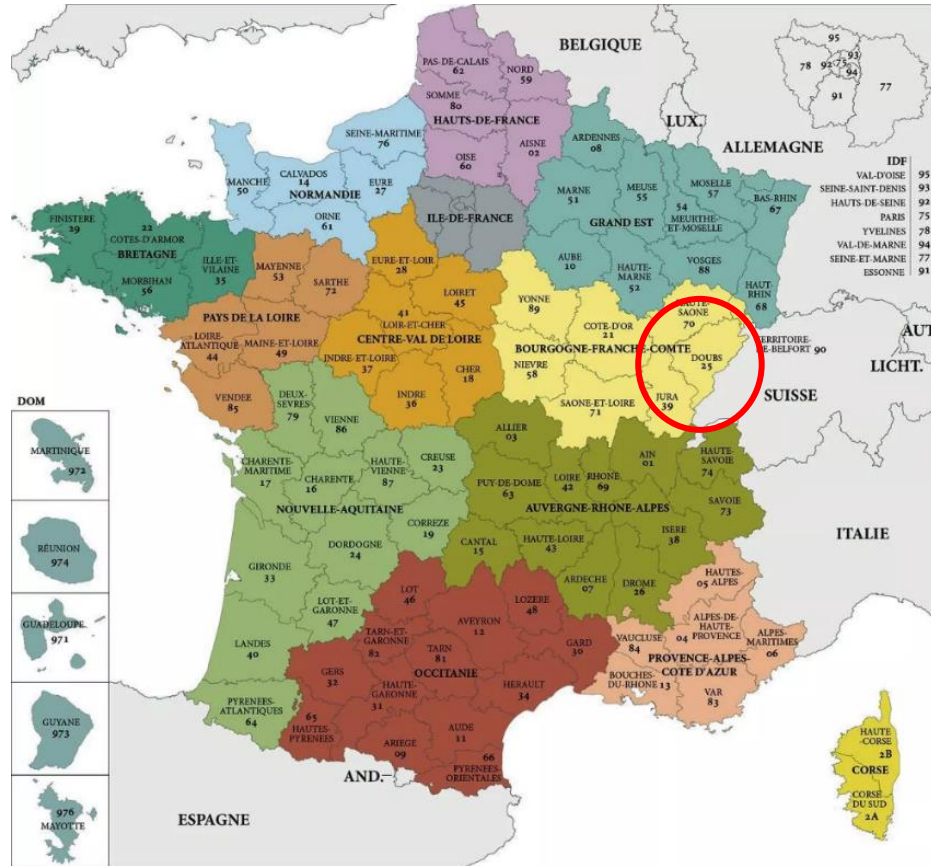 BELGIQUE
LUX.
ALLEMAGNE
SUISSE
AUT
LICHT.
ITALIE
ESPAGNE
AND.
95
93
78
92
75
94
91
77
IDF
VAL-D'OISE 95
SEINE-SAINT-DENIS 93
HAUTS-DE-SEINE 92
PARIS 75
YVELINES 78
VAL-DE-MARNE 94
SEINE-ET-MARNE 77
ESSONNE 91
PAS-DE-CALAIS
62
NORD
59
SOMME
80
HAUTS-DE-FRANCE
OISE
60
AISNE
02
SEINE-MARITIME
76
MANCHE
50
CALVADOS
14
NORMANDIE
EURE
27
ORNE
61
ILE-DE-FRANCE
ARDENNES
08
MARNE
51
MEUSE
55
MOSELLE
57
54
MEURTHE-
ET-MOSELLE
BAS-RHIN
67
GRAND EST
AUBE
10
HAUTE-
MARNE
52
VOSGES
88
HAUT-
RHIN
68
FINISTERE
29
22
COTES-D'ARMOR
BRETAGNE
MORBIHAN
56
ILLE-ET-
VILAINE
35
MAYENNE
53
SARTHE
72
PAYS DE LA LOIRE
LOIRE-
ATLANTIQUE
44
MAINE-ET-LOIRE
49
VENDEE
85
EURE-ET-LOIR
28
LOIRET
45
41
LOIR-ET-CHER
CENTRE-VAL DE LOIRE
INDRE-ET-LOIRE
37
CHER
18
INDRE
36
YONNE
89
COTE-D'OR
21
SAONE
70
BOURGOGNE-FRANCHE-COMTE
NIEVRE
58
DOUBS
25
TERRITOIRE-
DE-BELFORT 90
SAONE-ET-LOIRE
71
JURA
39
DEUX-
SEVRES
79
VIENNE
86
CHARENTE-
MARITIME
17
CHARENTE
16
HAUTE-
VIENNE
87
CREUSE
23
NOUVELLE-AQUITAINE
CORREZE
19
DORDOGNE
24
GIRONDE
33
LOT-ET-
GARONNE
47
LANDES
40
PYRENEES-
ATLANTIQUES
64
ALLIER
03
AIN
01
HAUTE-
SAVOIE
74
PUY-DE-DOME
63
LOIRE
42
RHONE
69
AUVERGNE-RHONE-ALPES
SAVOIE
73
ISERE
38
CANTAL
15
HAUTE-LOIRE
43
ARDECHE
07
DROME
26
LOT
46
LOZERE
48
AVEYRON
12
TARN-ET-
GARONNE
82
TARN
81
GARD
30
OCCITANIE
GERS
32
HAUTE-
GARONNE
31
HERAULT
34
65
HAUTES-
PYRENEES
AUDE
11
ARIEGE
09
66
PYRENEES-
ORIENTALES
HAUTES-
05 ALPES
ALPES-DE-
HAUTE-
04 PROVENCE
ALPES-
MARITIMES
06
VAUCLUSE
84
PROVENCE-ALPES-
COTE D'AZUR
BOUCHES-
DU-RHONE 13
VAR
83
HAUTE
-CORSE
2B
CORSE
CORSE
DU SUD
2A
DOM
MARTINIQUE
972
RÉUNION
974
GUADELOUPE
971
GUYANE
973
976
MAYOTTE